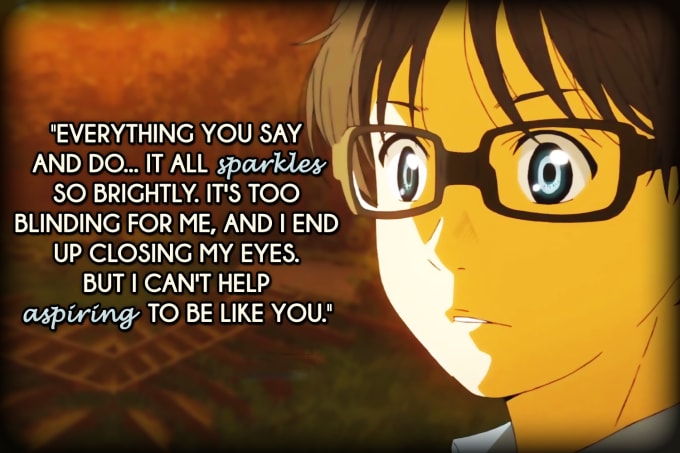 "EVERYTHING YOU SAY
AND DO... IT ALL sparkles
SO BRIGHTLY. IT'S TOO
BLINDING FOR ME, AND I END
UP CLOSING MY EYES.
BUT I CAN'T HELP
aspiring TO BE LIKE YOU."